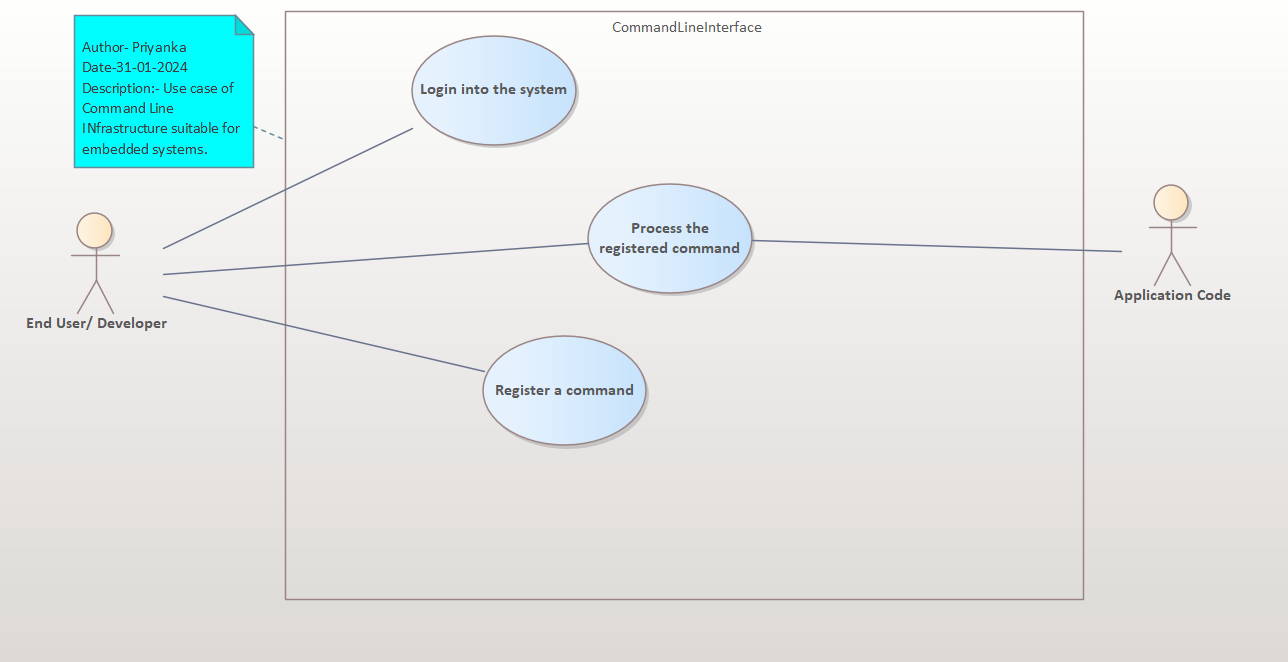 CommandLineInterface
Author- Priyanka
Date-31-01-2024
Description:- Use case of
Command Line
INfrastructure suitable for
embedded systems.
Login into the system
Process the
registered command
Application Code
End User/ Developer
Register a command